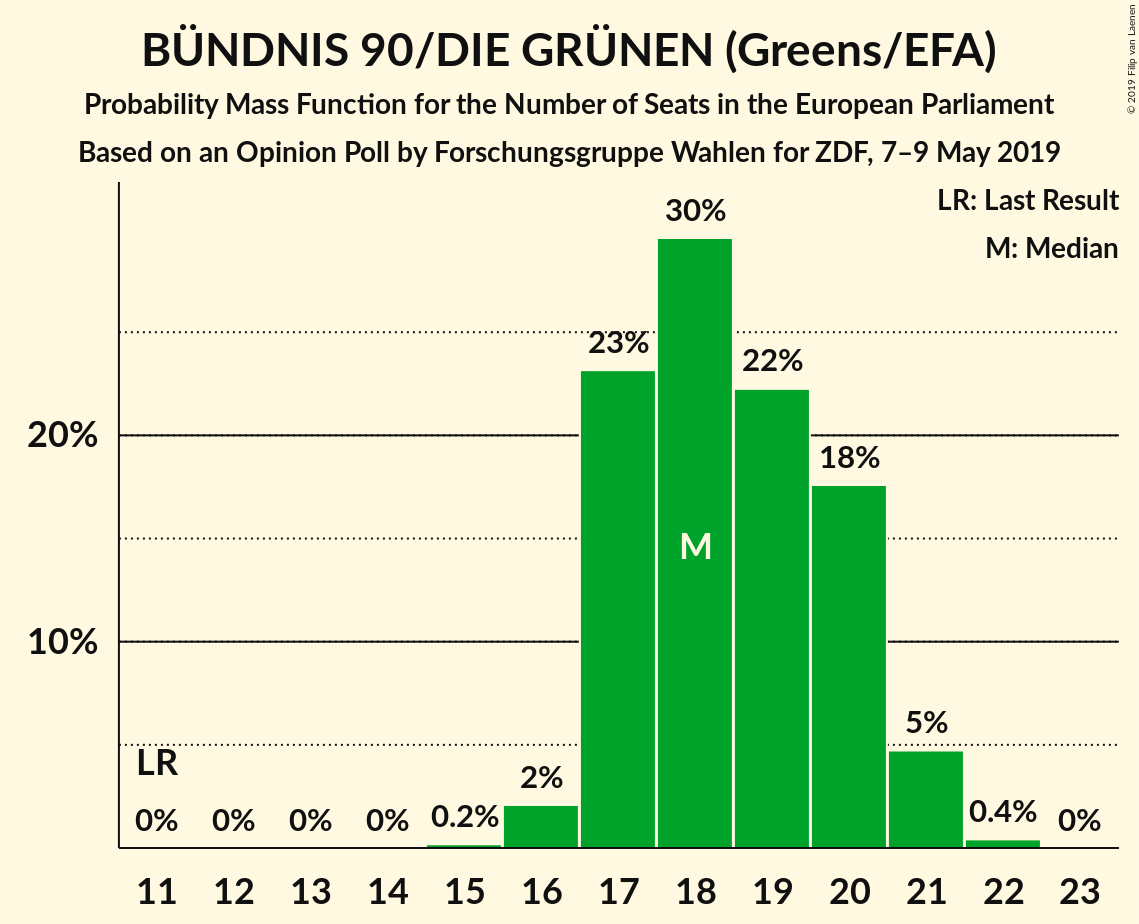 BÜNDNIS 90/DIE GRÜNEN (Greens/EFA)
Probability Mass Function for the Number of Seats in the European Parliament
Based on an Opinion Poll by Forschungsgruppe Wahlen for ZDF, 7–9 May 2019
© 2019 Filip van Laenen
LR: Last Result
M: Median
30%
23%
22%
20%
18%
M
10%
5%
LR
2%
0% 0% 0% 0% 0.2% 0.4% 0%
11 12 13 14 15 16 17 18 19 20 21 22 23